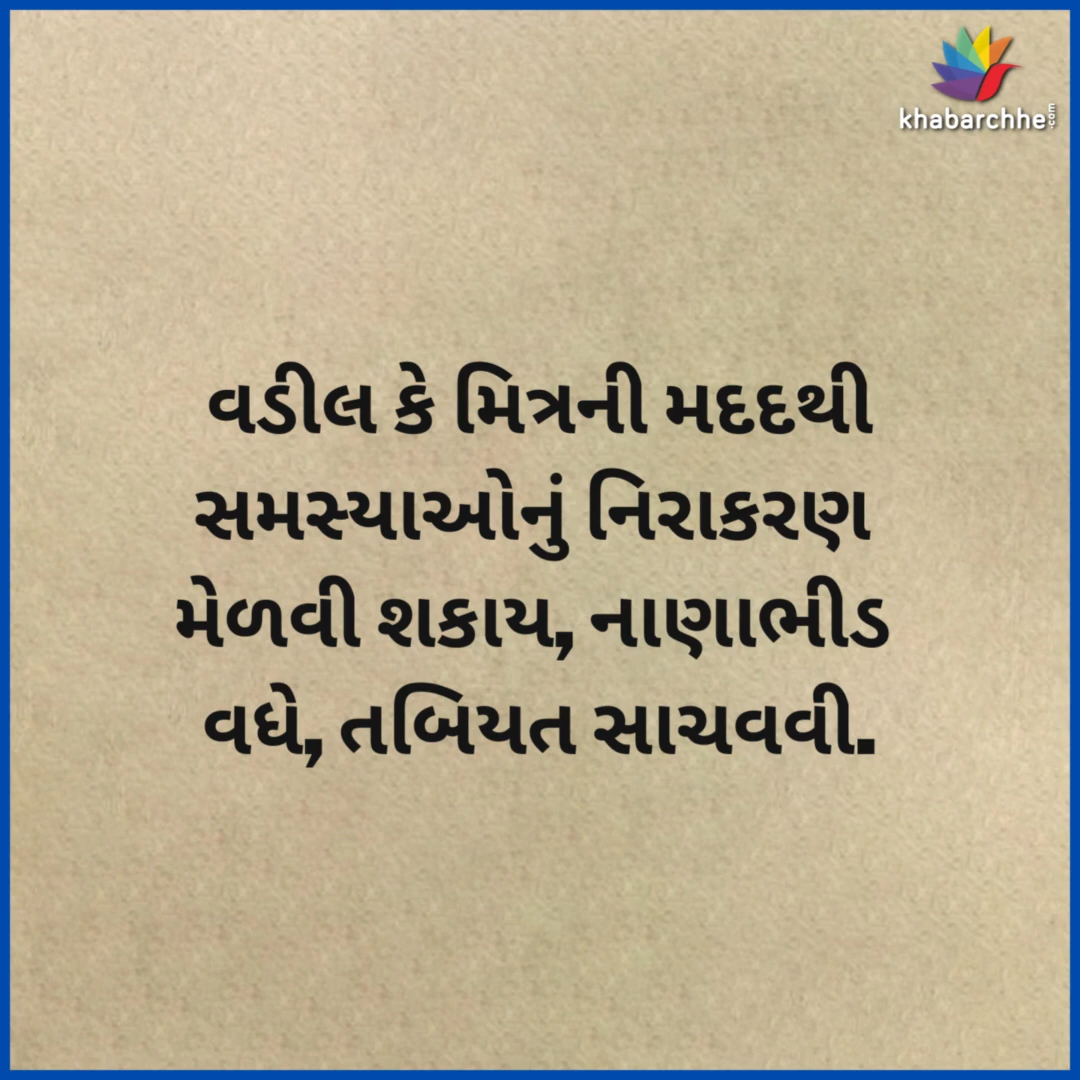 khabarchhe.com
વડીલ કે મિત્રની મદદથી
સમસ્યાઓનું નિરાકરણ
મેળવી શકાય, નાણાભીડ
વધે, તબિયત સાચવવી.